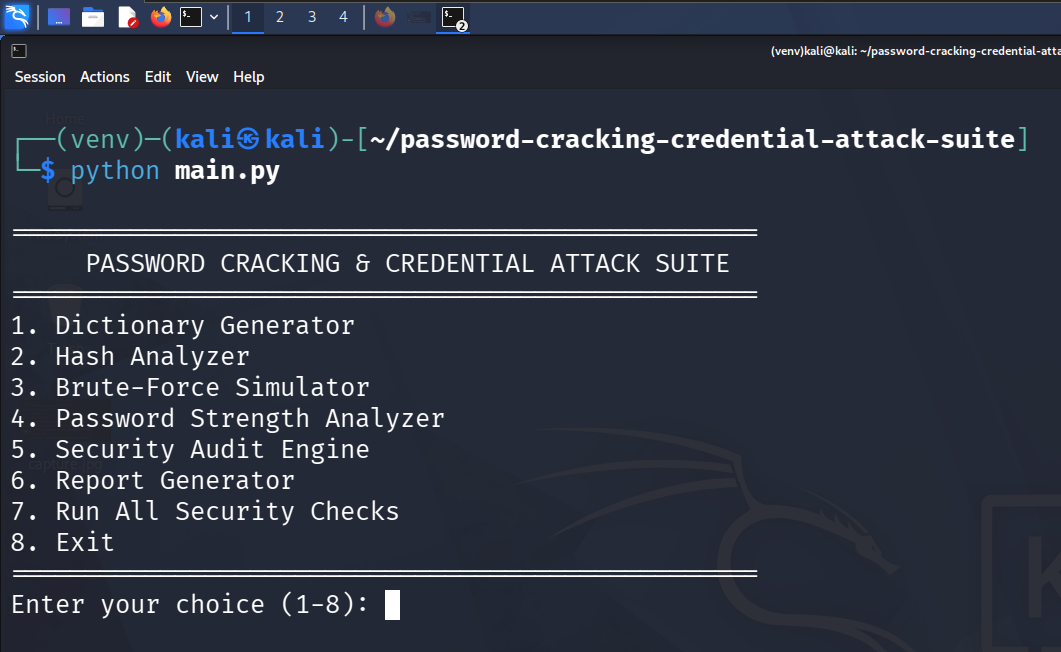 1 2 3 4
2
(venv)kali@kali: ~/password-cracking-credential-atta
Session Actions Edit View Help
Home
┌──(venv)─(kali㉿kali)-[~/password-cracking-credential-attack-suite]
└─$ python main.py
PASSWORD CRACKING & CREDENTIAL ATTACK SUITE
1. Dictionary Generator
2. Hash Analyzer
3. Brute-Force Simulator
4. Password Strength Analyzer
5. Security Audit Engine
6. Report Generator
7. Run All Security Checks
8. Exit
Enter your choice (1-8):